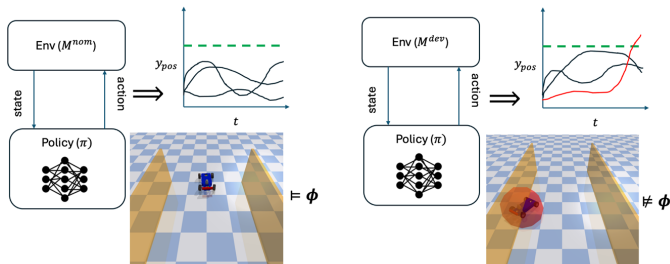 Env (M^nom)
state
action
Policy (π)
⇒
y_pos
t
⊨ ϕ
Env (M^dev)
state
action
Policy (π)
⇒
y_pos
t
⊭ ϕ